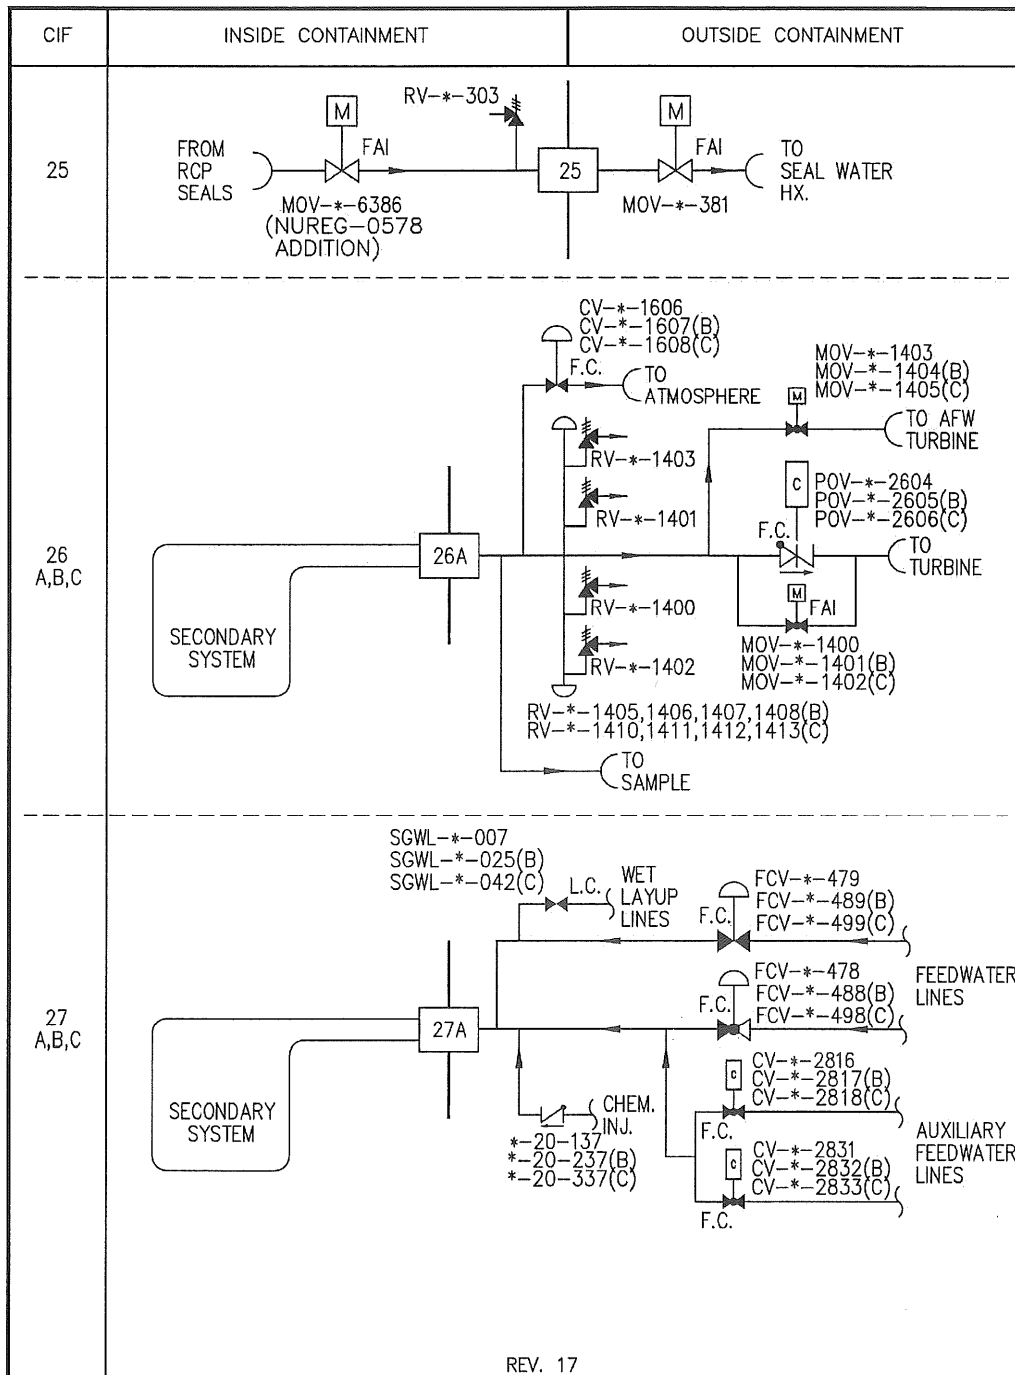 CIF
INSIDE CONTAINMENT
OUTSIDE CONTAINMENT
25
FROM
RCP
SEALS
M
FAI
MOV-*-6386
(NUREG-0578
ADDITION)
RV-*-303
25
M
FAI
MOV-*-381
TO
SEAL WATER
HX.
26
A,B,C
SECONDARY
SYSTEM
26A
CV-*-1606
CV-*-1607(B)
CV-*-1608(C)
F.C.
TO
ATMOSPHERE
RV-*-1403
RV-*-1401
RV-*-1400
RV-*-1402
RV-*-1405,1406,1407,1408(B)
RV-*-1410,1411,1412,1413(C)
TO
SAMPLE
MOV-*-1403
MOV-*-1404(B)
MOV-*-1405(C)
M
TO AFW
TURBINE
C
POV-*-2604
POV-*-2605(B)
POV-*-2606(C)
F.C.
TO
TURBINE
M
FAI
MOV-*-1400
MOV-*-1401(B)
MOV-*-1402(C)
27
A,B,C
SECONDARY
SYSTEM
27A
SGWL-*-007
SGWL-*-025(B)
SGWL-*-042(C)
L.C.
WET
LAYUP
LINES
FCV-*-479
FCV-*-489(B)
FCV-*-499(C)
F.C.
FCV-*-478
FCV-*-488(B)
FCV-*-498(C)
F.C.
FEEDWATER
LINES
CHEM.
INJ.
*-20-137
*-20-237(B)
*-20-337(C)
C
CV-*-2816
CV-*-2817(B)
CV-*-2818(C)
F.C.
C
CV-*-2831
CV-*-2832(B)
CV-*-2833(C)
F.C.
AUXILIARY
FEEDWATER
LINES
REV. 17